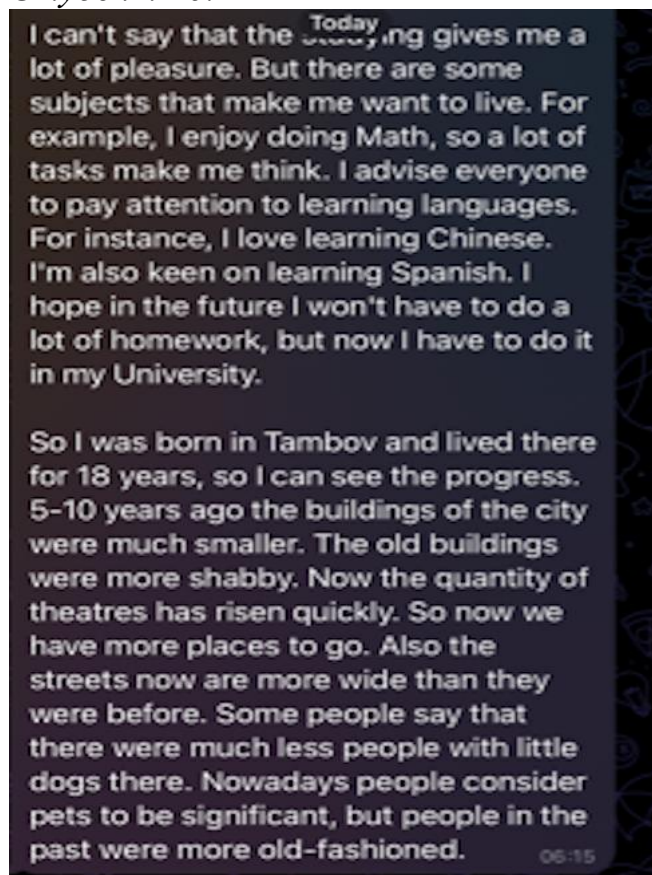 Today
I can't say that the studying gives me a
lot of pleasure. But there are some
subjects that make me want to live. For
example, I enjoy doing Math, so a lot of
tasks make me think. I advise everyone
to pay attention to learning languages.
For instance, I love learning Chinese.
I'm also keen on learning Spanish. I
hope in the future I won't have to do a
lot of homework, but now I have to do it
in my University.
So I was born in Tambov and lived there
for 18 years, so I can see the progress.
5-10 years ago the buildings of the city
were much smaller. The old buildings
were more shabby. Now the quantity of
theatres has risen quickly. So now we
have more places to go. Also the
streets now are more wide than they
were before. Some people say that
there were much less people with little
dogs there. Nowadays people consider
pets to be significant, but people in the
past were more old-fashioned.
06:15